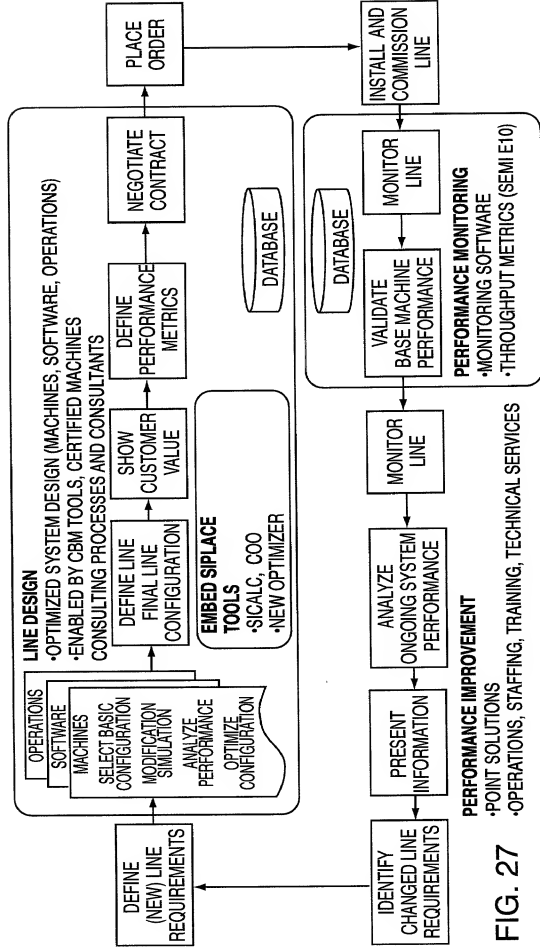 LINE DESIGN
•OPTIMIZED SYSTEM DESIGN (MACHINES, SOFTWARE, OPERATIONS)
•ENABLED BY CBM TOOLS, CERTIFIED MACHINES
CONSULTING PROCESSES AND CONSULTANTS
DEFINE
(NEW) LINE
REQUIREMENTS
OPERATIONS
SOFTWARE
MACHINES
SELECT BASIC
CONFIGURATION
MODIFICATION
SIMULATION
ANALYZE
PERFORMANCE
OPTIMIZE
CONFIGURATION
DEFINE LINE
FINAL LINE
CONFIGURATION
SHOW
CUSTOMER
VALUE
DEFINE
PERFORMANCE
METRICS
NEGOTIATE
CONTRACT
PLACE
ORDER
EMBED SIPLACE
TOOLS
•SICALC, COO
•NEW OPTIMIZER
DATABASE
INSTALL AND
COMMISSION
LINE
DATABASE
MONITOR
LINE
VALIDATE
BASE MACHINE
PERFORMANCE
PERFORMANCE MONITORING
•MONITORING SOFTWARE
•THROUGHPUT METRICS (SEMI E10)
MONITOR
LINE
ANALYZE
ONGOING SYSTEM
PERFORMANCE
PRESENT
INFORMATION
IDENTIFY
CHANGED LINE
REQUIREMENTS
PERFORMANCE IMPROVEMENT
•POINT SOLUTIONS
•OPERATIONS, STAFFING, TRAINING, TECHNICAL SERVICES
FIG. 27